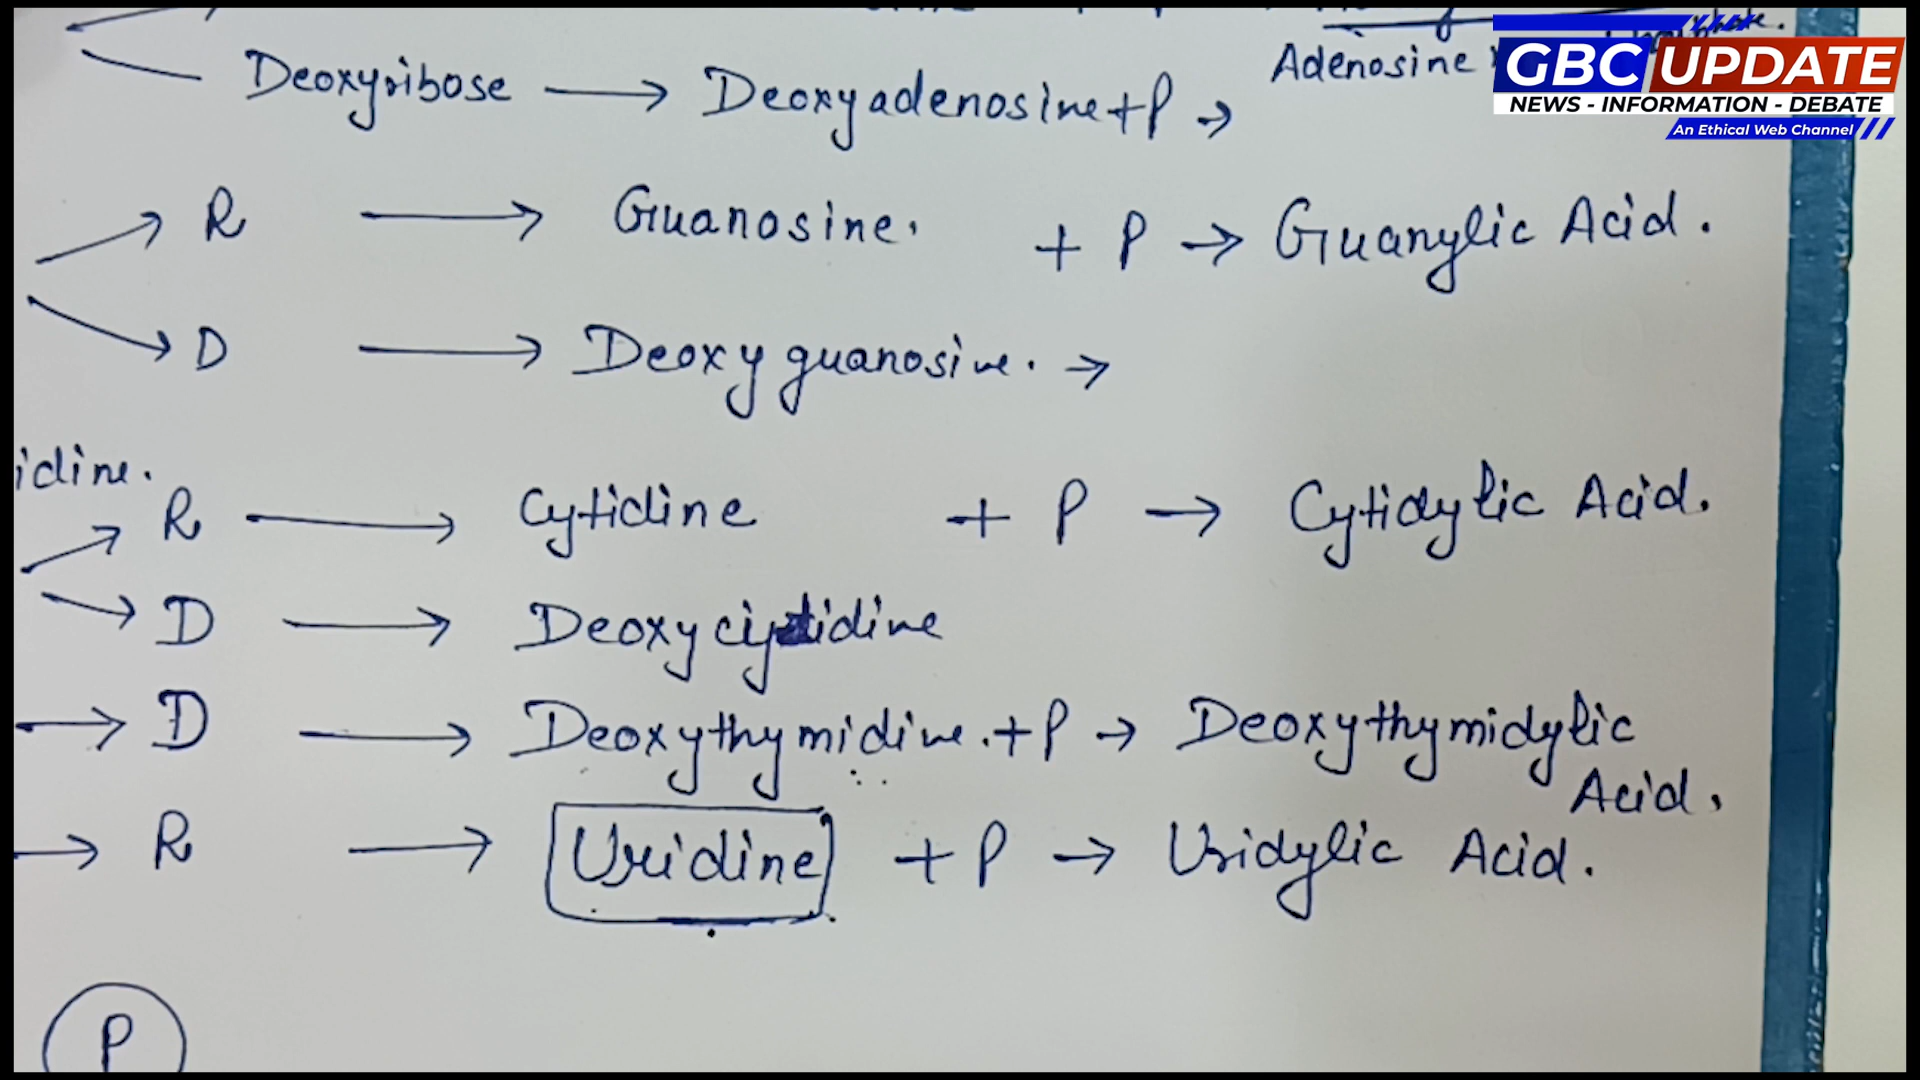 Adenosine
GBC UPDATE
NEWS - INFORMATION - DEBATE
An Ethical Web Channel
Deoxyribose → Deoxyadenosine + P →
R → Guanosine. + P → Guanylic Acid.
D → Deoxyguanosine. →
idine.
R → Cytidine + P → Cytidylic Acid.
D → Deoxycytidine
→ D → Deoxythymidine. + P → Deoxythymidylic
Acid.
→ R → Uridine + P → Uridylic Acid.
P